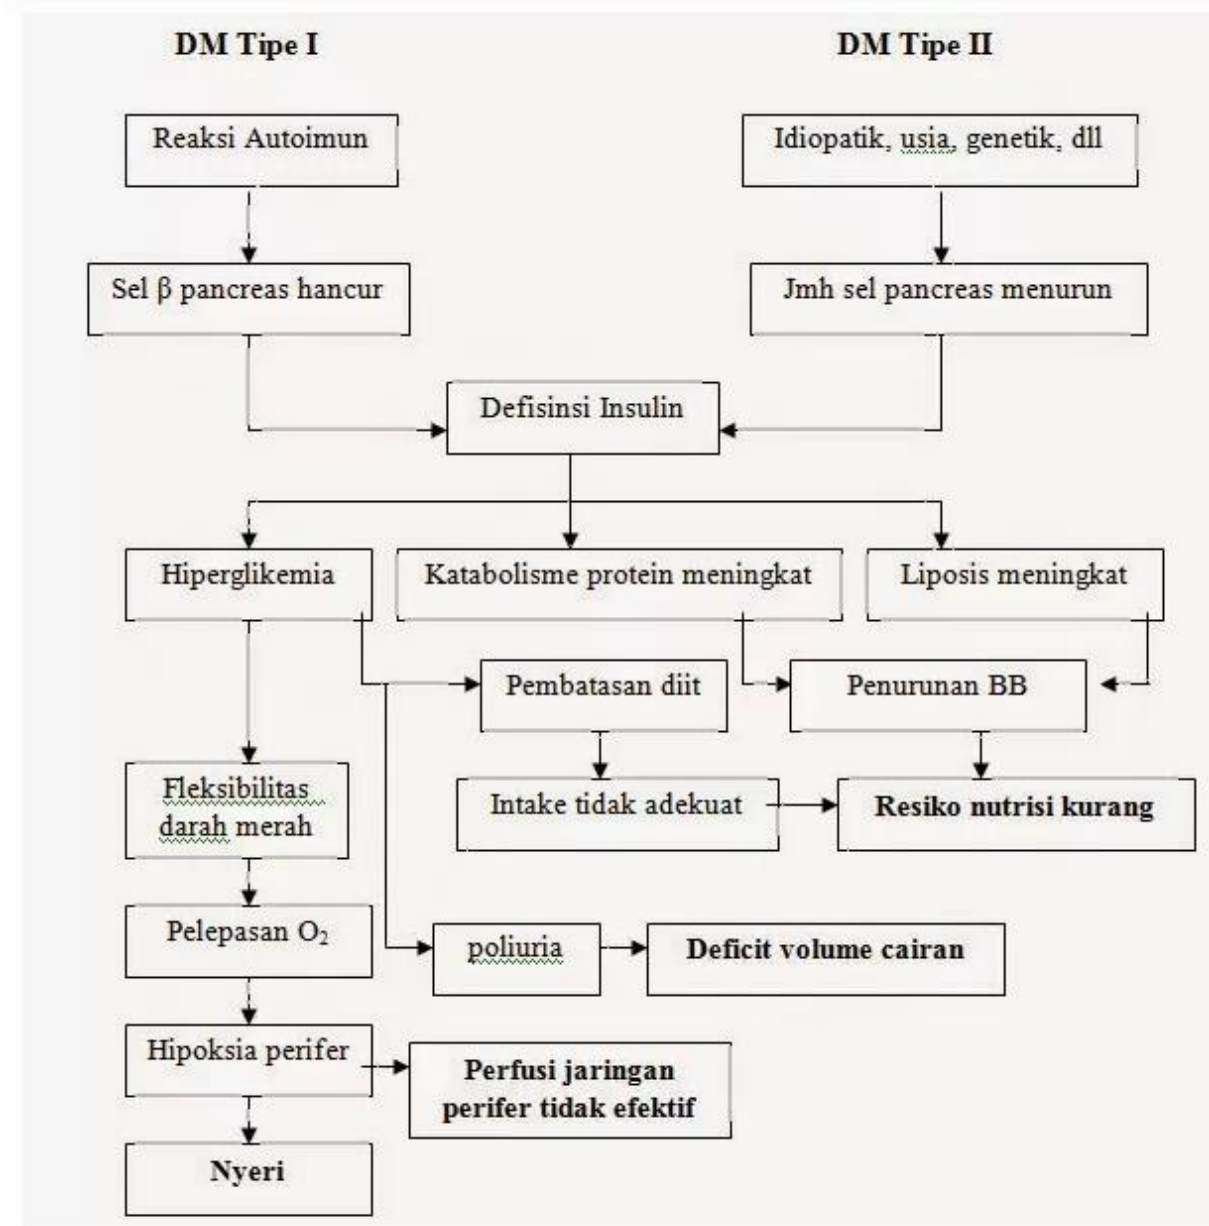 DM Tipe I
DM Tipe II
Reaksi Autoimun
Idiopatik, usia, genetik, dll
Sel β pancreas hancur
Jmh sel pancreas menurun
Defisinsi Insulin
Hiperglikemia
Katabolisme protein meningkat
Liposis meningkat
Pembatasan diit
Penurunan BB
Fleksibilitas
darah merah
Intake tidak adekuat
Resiko nutrisi kurang
Pelepasan O₂
poliuria
Deficit volume cairan
Hipoksia perifer
Perfusi jaringan
perifer tidak efektif
Nyeri